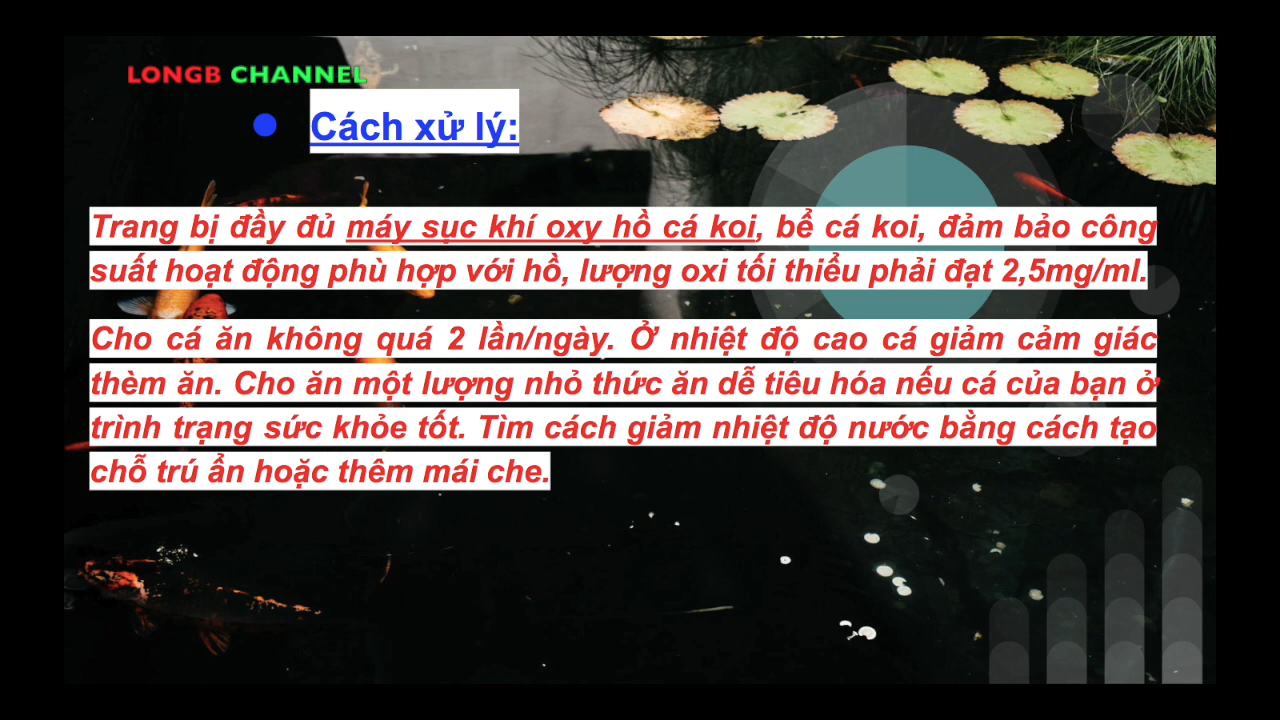 LONGB CHANNEL
Cách xử lý:
Trang bị đầy đủ máy sục khí oxy hồ cá koi, bể cá koi, đảm bảo công
suất hoạt động phù hợp với hồ, lượng oxi tối thiểu phải đạt 2,5mg/ml.
Cho cá ăn không quá 2 lần/ngày. Ở nhiệt độ cao cá giảm cảm giác
thèm ăn. Cho ăn một lượng nhỏ thức ăn dễ tiêu hóa nếu cá của bạn ở
trình trạng sức khỏe tốt. Tìm cách giảm nhiệt độ nước bằng cách tạo
chỗ trú ẩn hoặc thêm mái che.